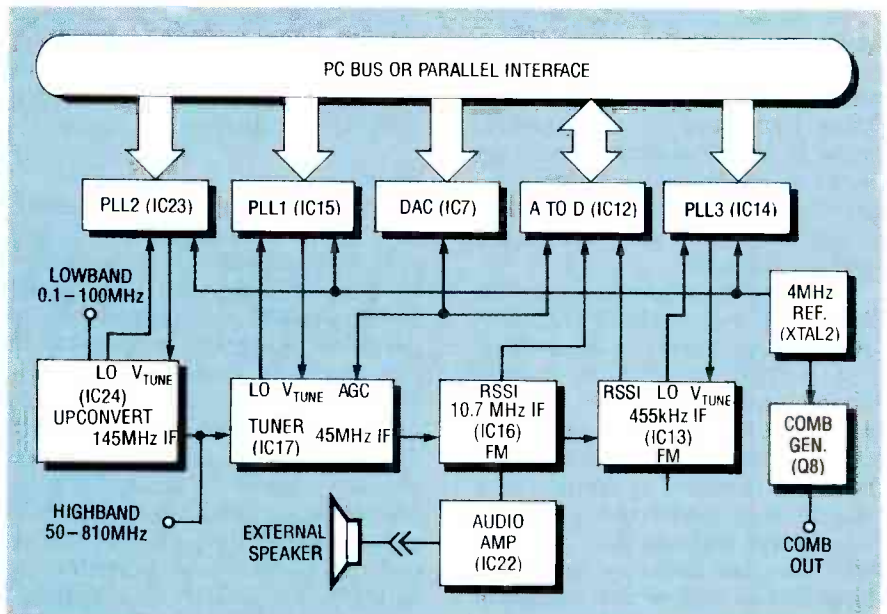 PC BUS OR PARALLEL INTERFACE
PLL2 (IC23)
PLL1 (IC15)
DAC (IC7)
A TO D (IC12)
PLL3 (IC14)
LOWBAND
0.1–100MHz
4MHz
REF.
(XTAL2)
LO VTUNE
(IC24)
UPCONVERT
145MHz IF
LO VTUNE AGC
TUNER
(IC17)
45MHz IF
RSSI
10.7 MHz IF
(IC16)
FM
RSSI LO VTUNE
455kHz IF
(IC13)
FM
COMB
GEN.
(Q8)
HIGHBAND
50–810MHz
EXTERNAL
SPEAKER
AUDIO
AMP
(IC22)
COMB
OUT